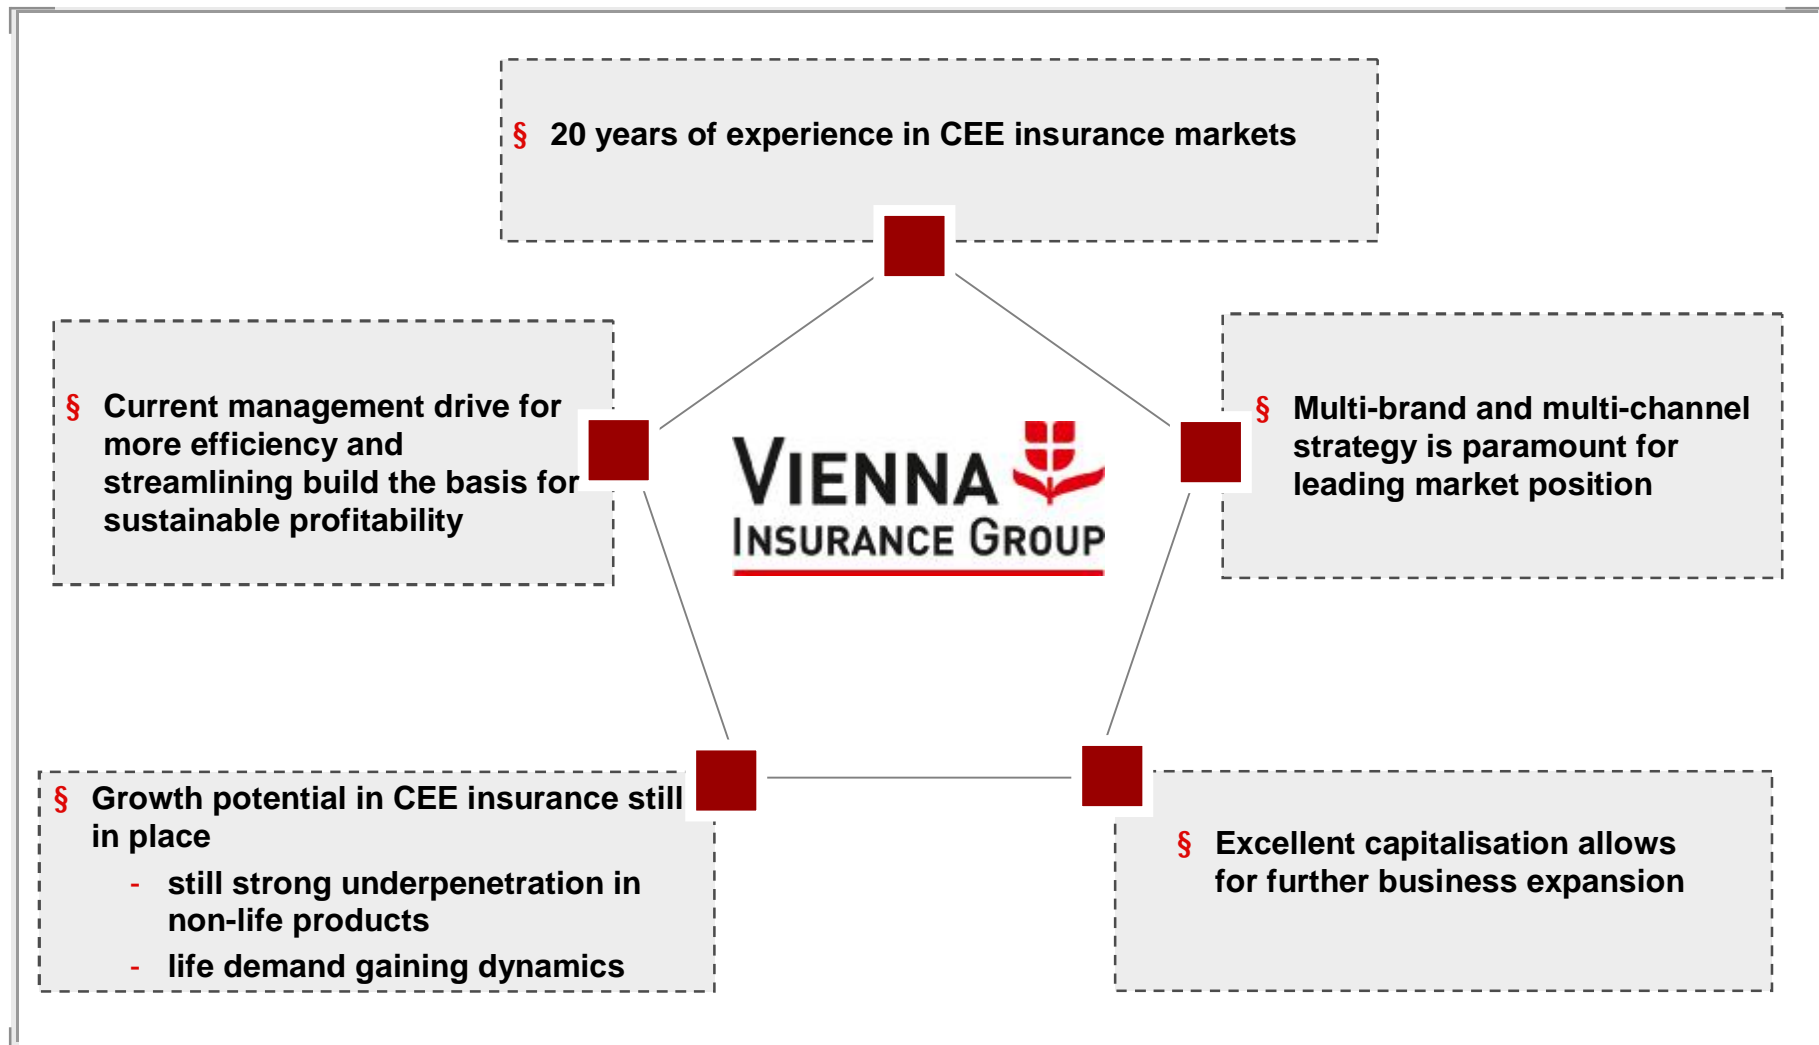 § 20 years of experience in CEE insurance markets
§ Current management drive for
more efficiency and
streamlining build the basis for
sustainable profitability
VIENNA
INSURANCE GROUP
§ Multi-brand and multi-channel
strategy is paramount for
leading market position
§ Growth potential in CEE insurance still
in place
- still strong underpenetration in
non-life products
- life demand gaining dynamics
§ Excellent capitalisation allows
for further business expansion